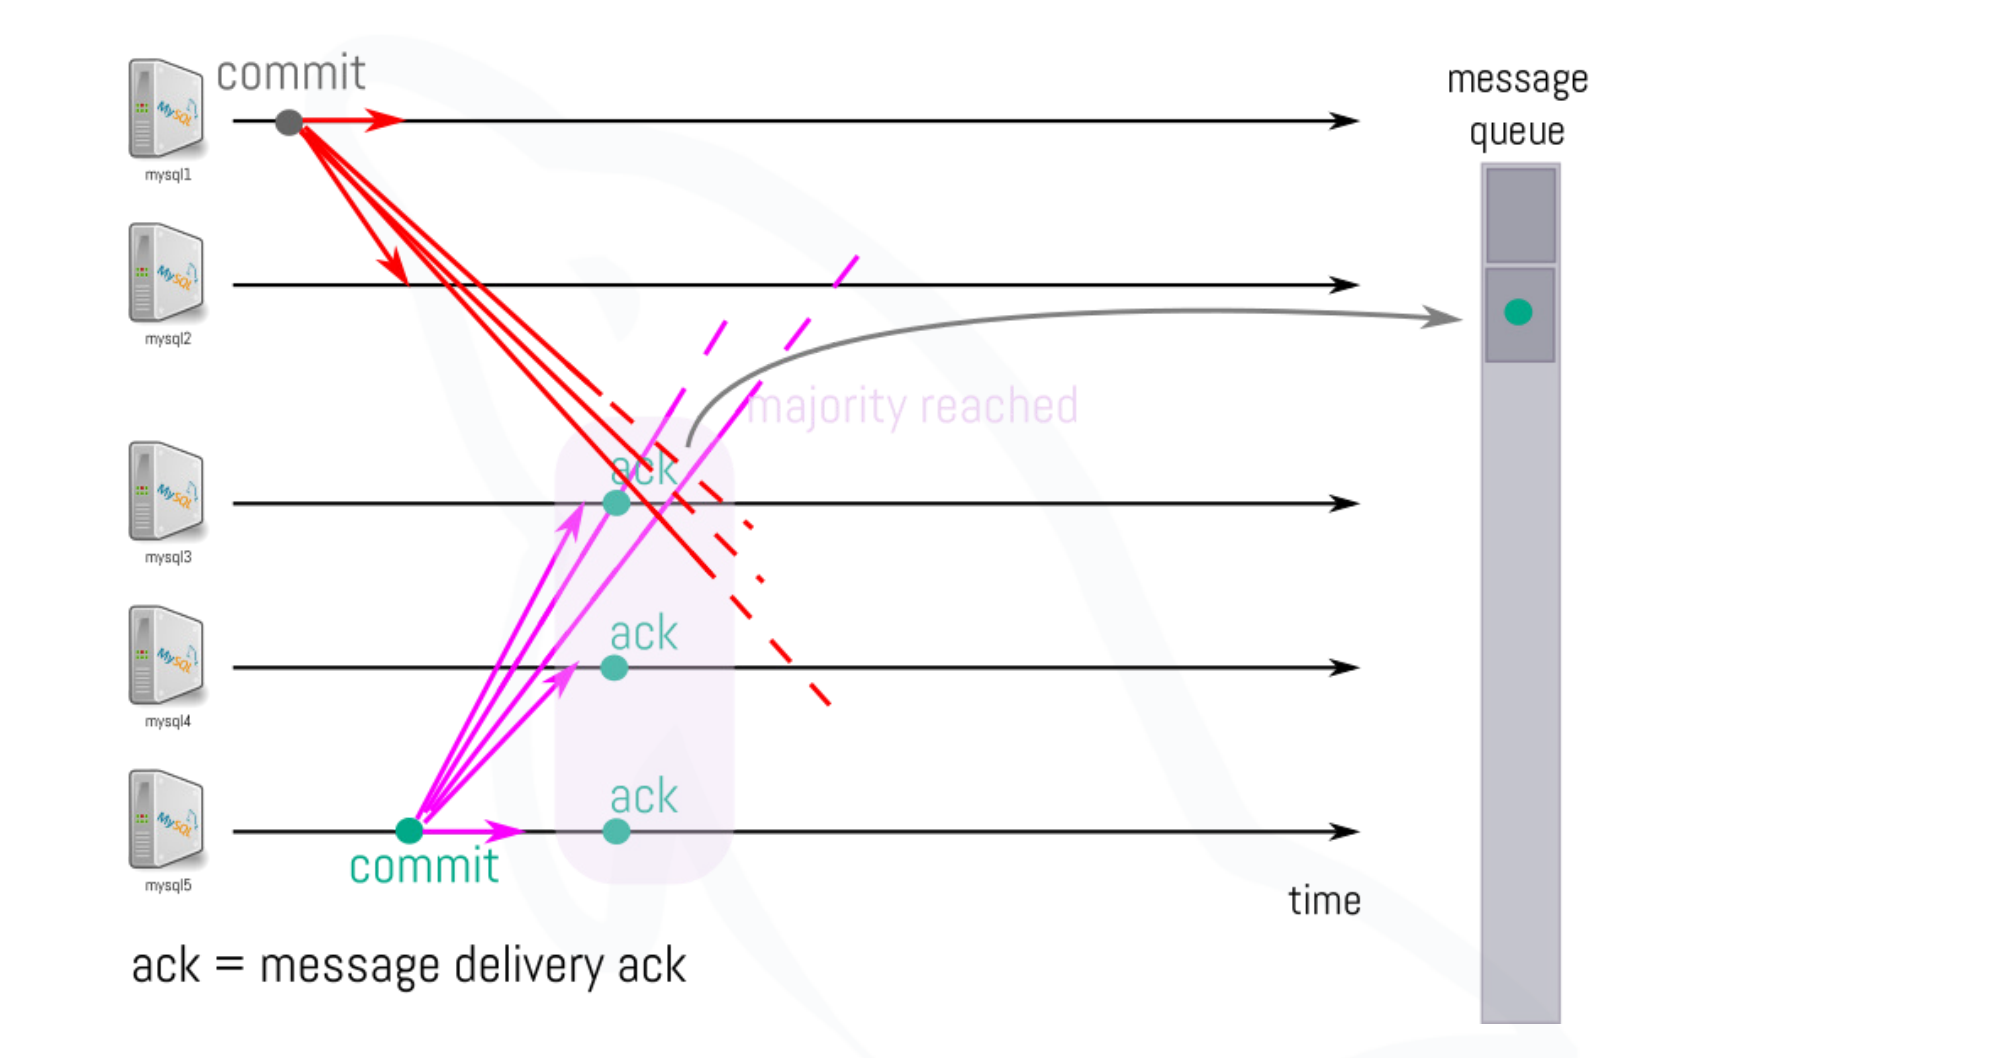 commit
message
queue
MySQL
mysql1
MySQL
mysql2
majority reached
ack
MySQL
mysql3
ack
MySQL
mysql4
ack
MySQL
commit
mysql5
time
ack = message delivery ack